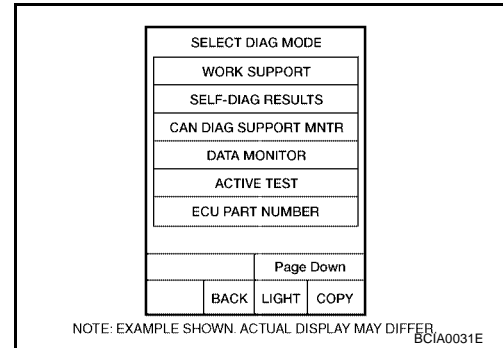 SELECT DIAG MODE
WORK SUPPORT
SELF-DIAG RESULTS
CAN DIAG SUPPORT MNTR
DATA MONITOR
ACTIVE TEST
ECU PART NUMBER
Page Down
BACK LIGHT COPY
NOTE: EXAMPLE SHOWN. ACTUAL DISPLAY MAY DIFFER.
BCIA0031E